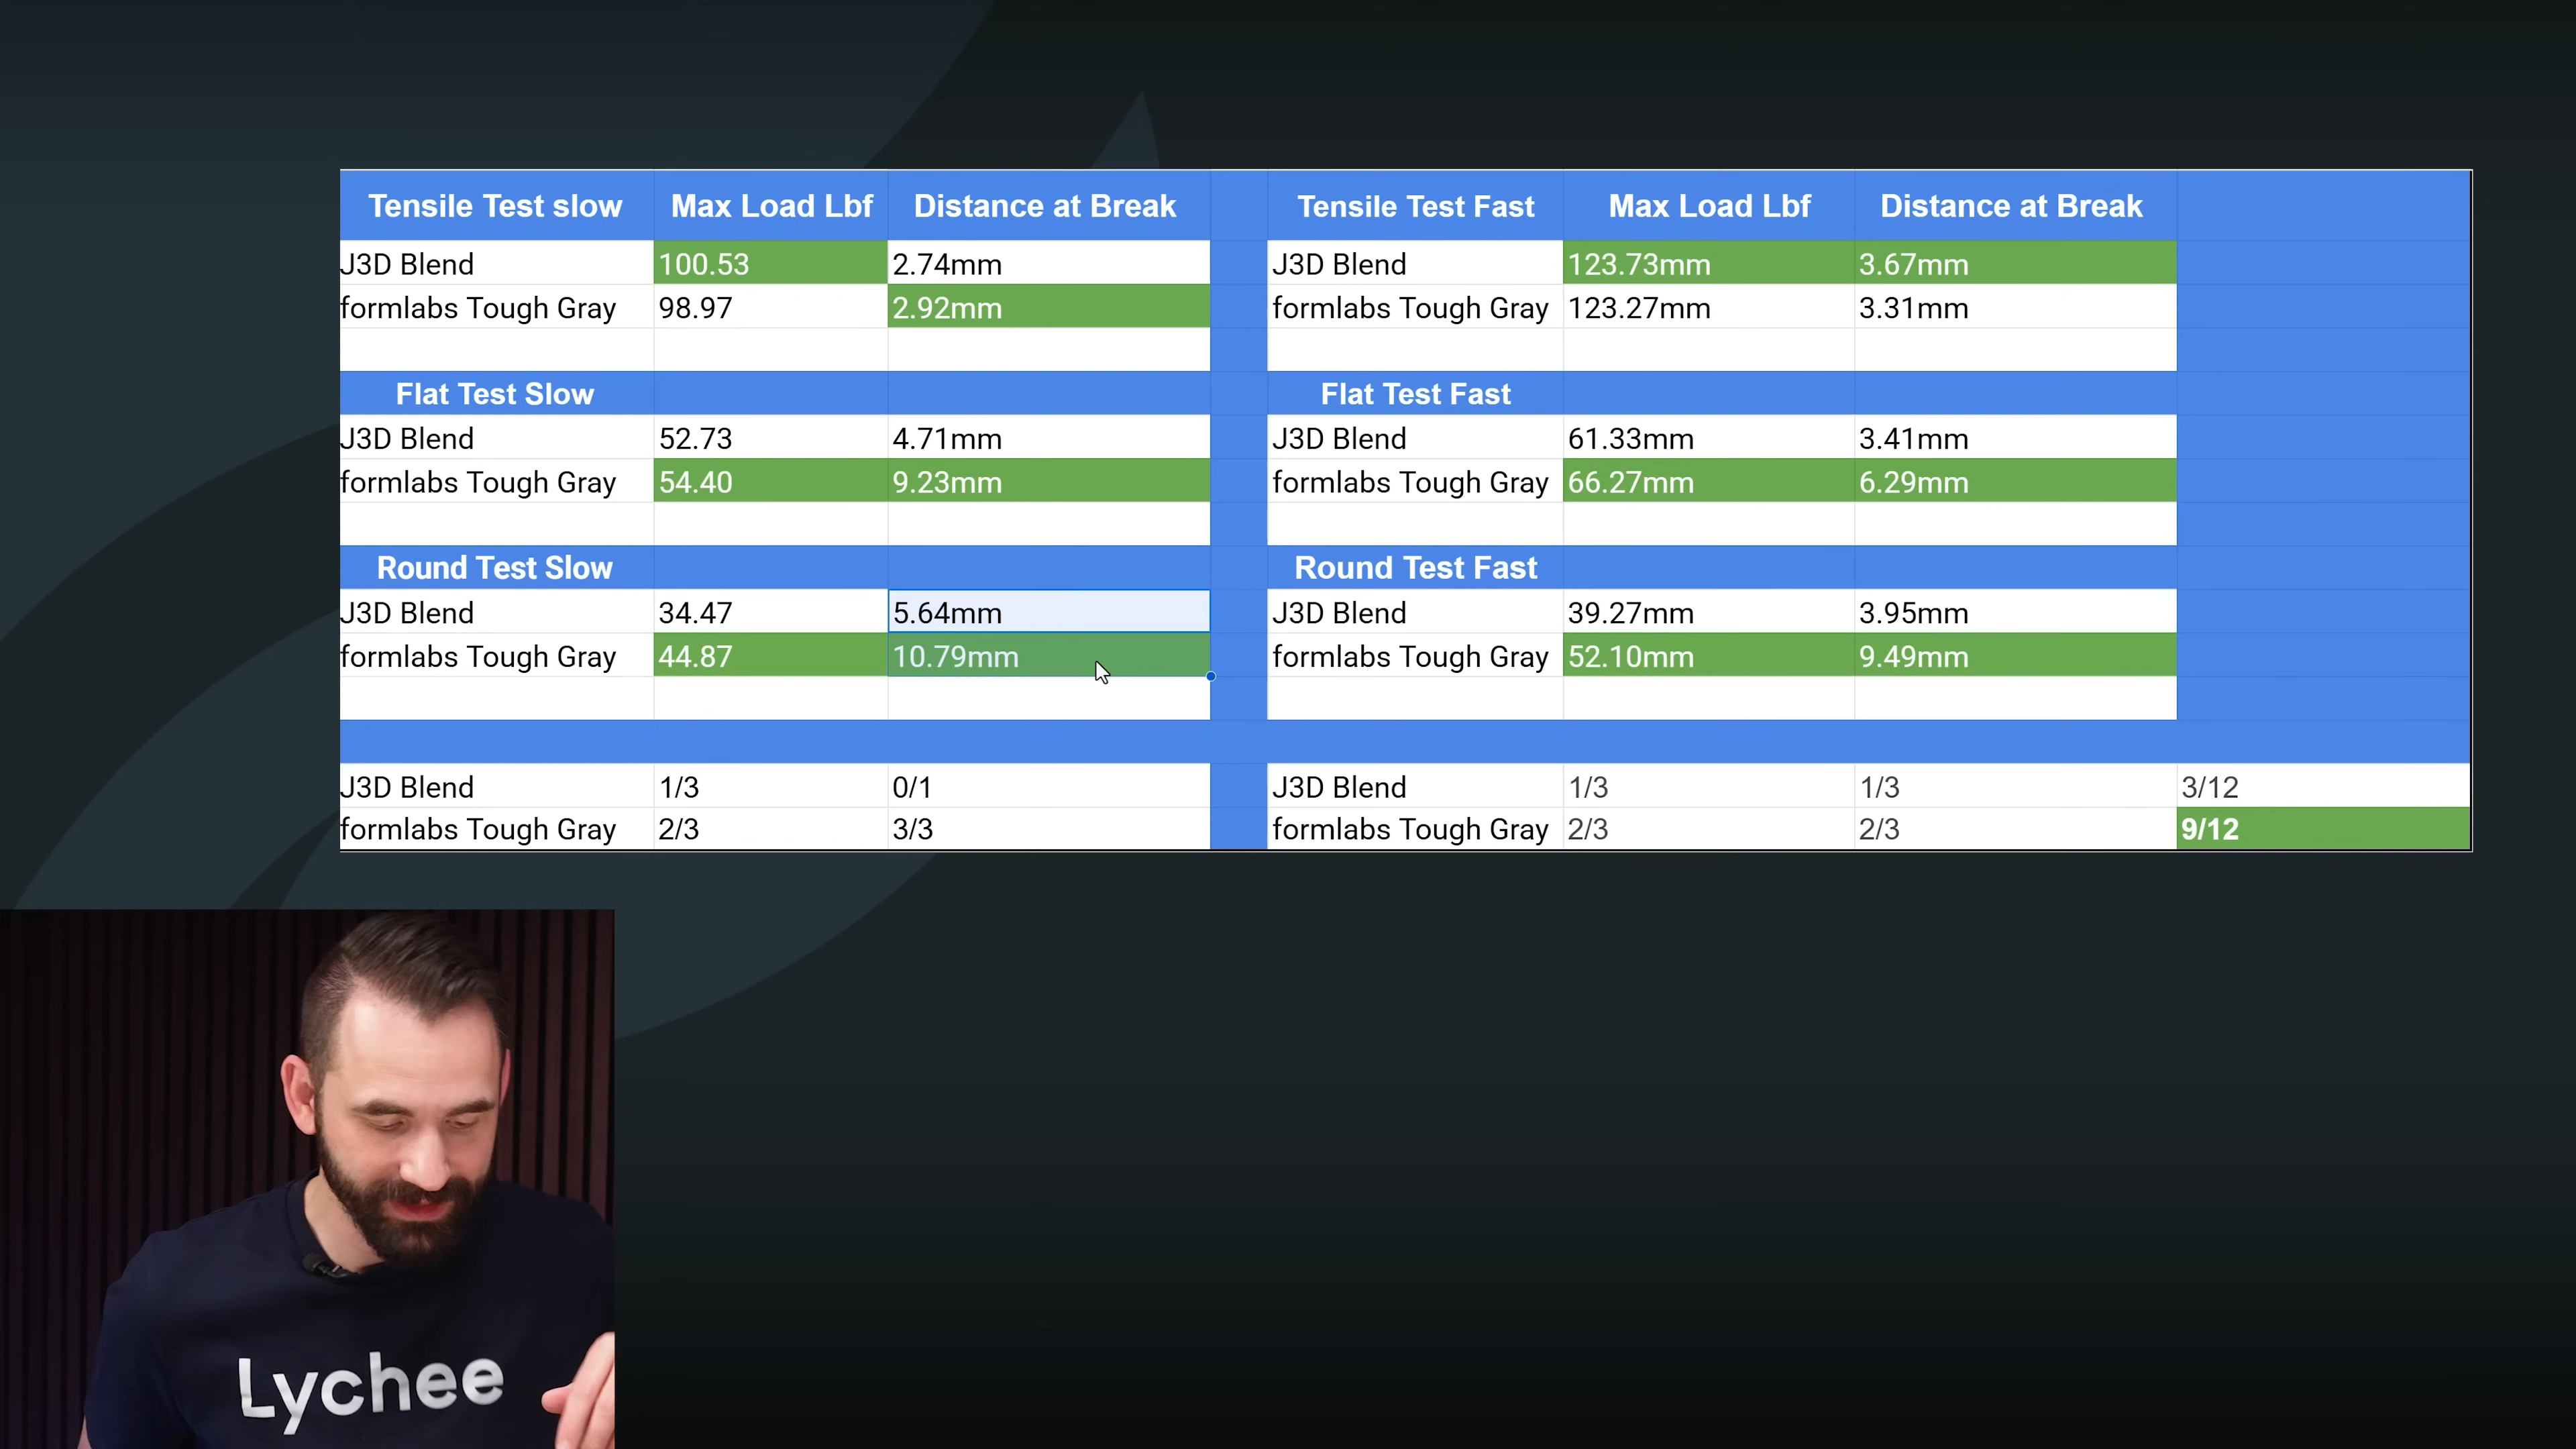 Tensile Test slow Max Load Lbf Distance at Break Tensile Test Fast Max Load Lbf Distance at Break
J3D Blend 100.53 2.74mm J3D Blend 123.73mm 3.67mm
formlabs Tough Gray 98.97 2.92mm formlabs Tough Gray 123.27mm 3.31mm
Flat Test Slow Flat Test Fast
J3D Blend 52.73 4.71mm J3D Blend 61.33mm 3.41mm
formlabs Tough Gray 54.40 9.23mm formlabs Tough Gray 66.27mm 6.29mm
Round Test Slow Round Test Fast
J3D Blend 34.47 5.64mm J3D Blend 39.27mm 3.95mm
formlabs Tough Gray 44.87 10.79mm formlabs Tough Gray 52.10mm 9.49mm
J3D Blend 1/3 0/1 J3D Blend 1/3 1/3 3/12
formlabs Tough Gray 2/3 3/3 formlabs Tough Gray 2/3 2/3 9/12
Lychee